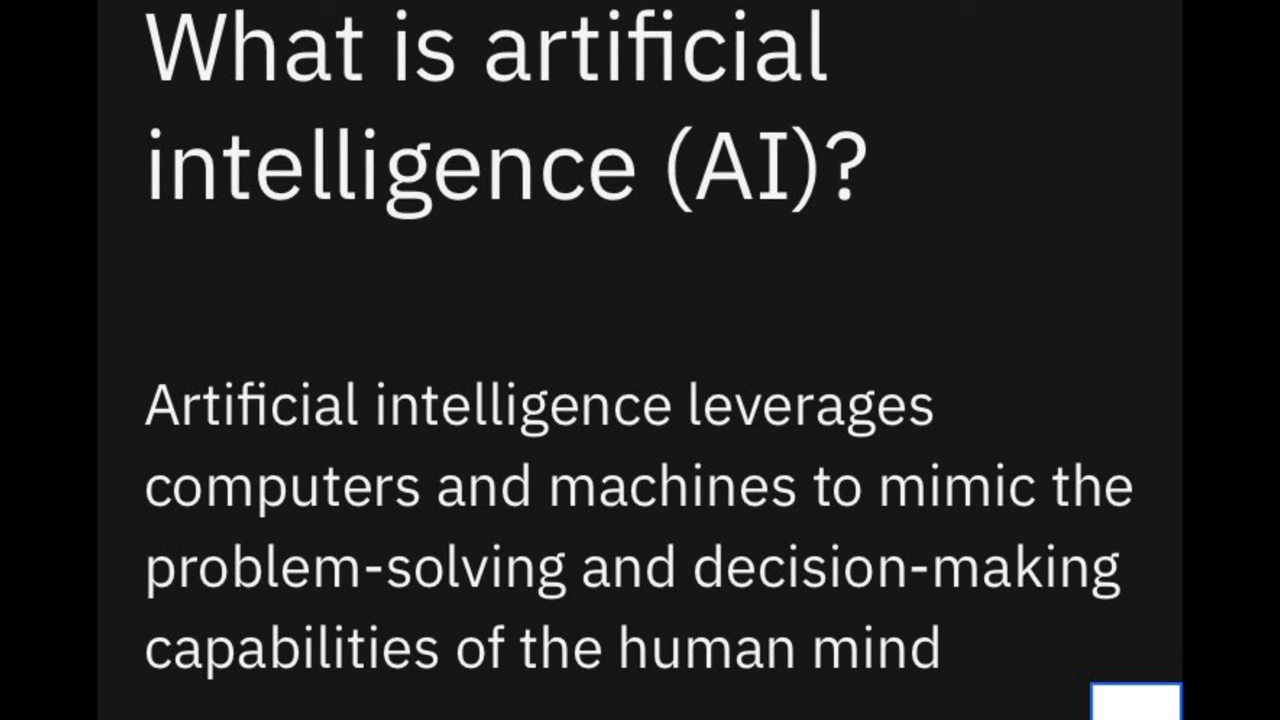 What is artificial
intelligence (AI)?
Artificial intelligence leverages
computers and machines to mimic the
problem-solving and decision-making
capabilities of the human mind